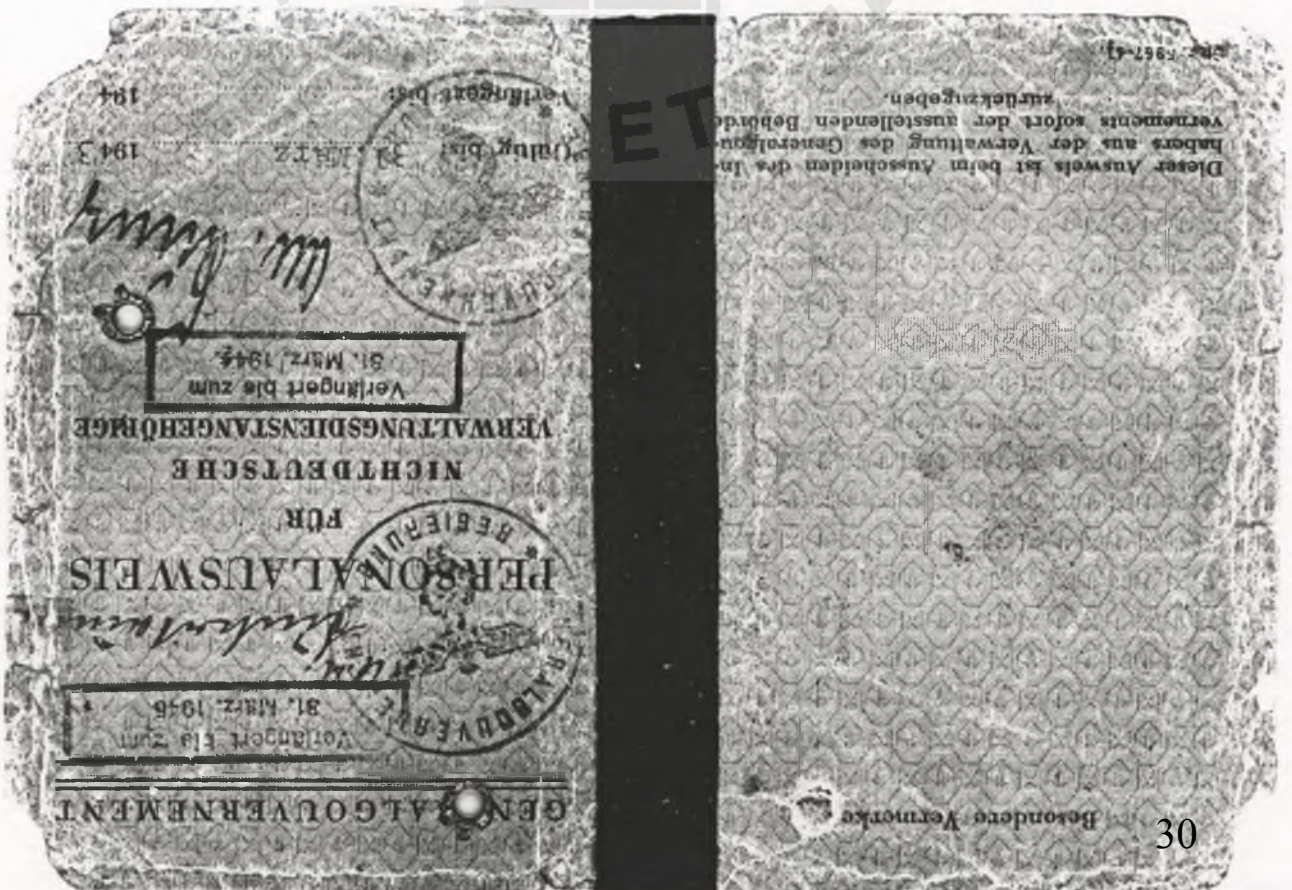 GENERALGOUVERNEMENT
Verlängert bis zum
31. März 1945
PERSONALAUSWEIS
FÜR
NICHTDEUTSCHE
VERWALTUNGSDIENSTANGEHÖRIGE
Verlängert bis zum
31. März 1944
Gültig bis: 31. MÄRZ 1943
Verlängert bis: 194
Besondere Vermerke
Dieser Ausweis ist beim Ausscheiden des In-
habers aus der Verwaltung des Generalgou-
vernements sofort der ausstellenden Behörde
zurückzugeben.
ET
30